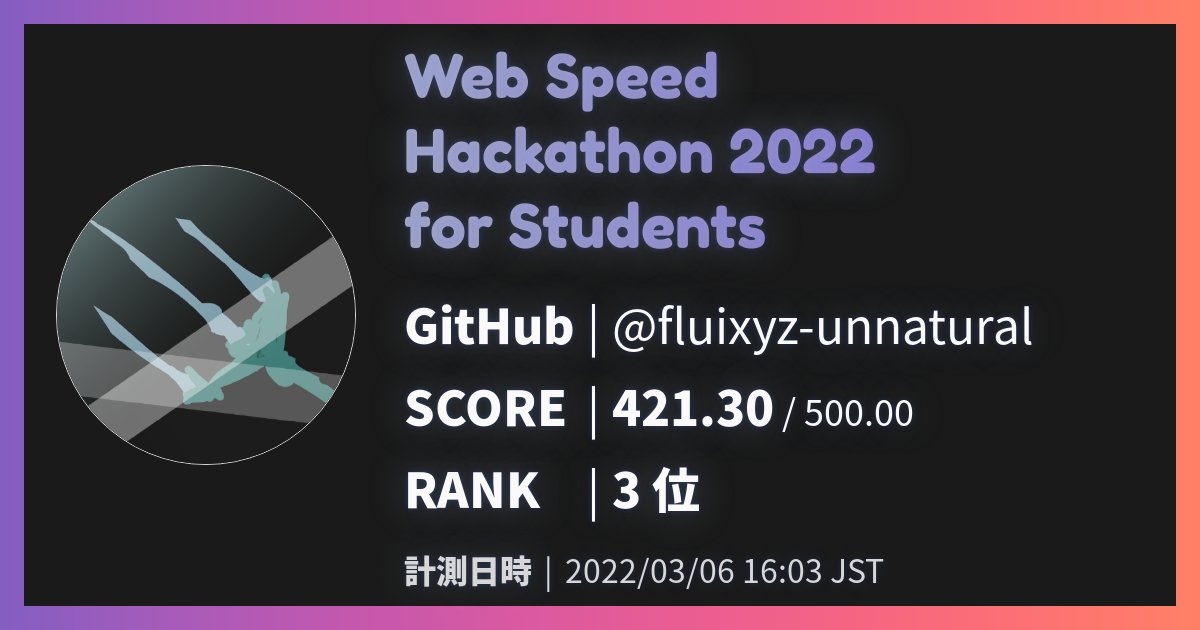 Web Speed
Hackathon 2022
for Students
GitHub | @fluixyz-unnatural
SCORE | 421.30 / 500.00
RANK | 3 位
計測日時 | 2022/03/06 16:03 JST